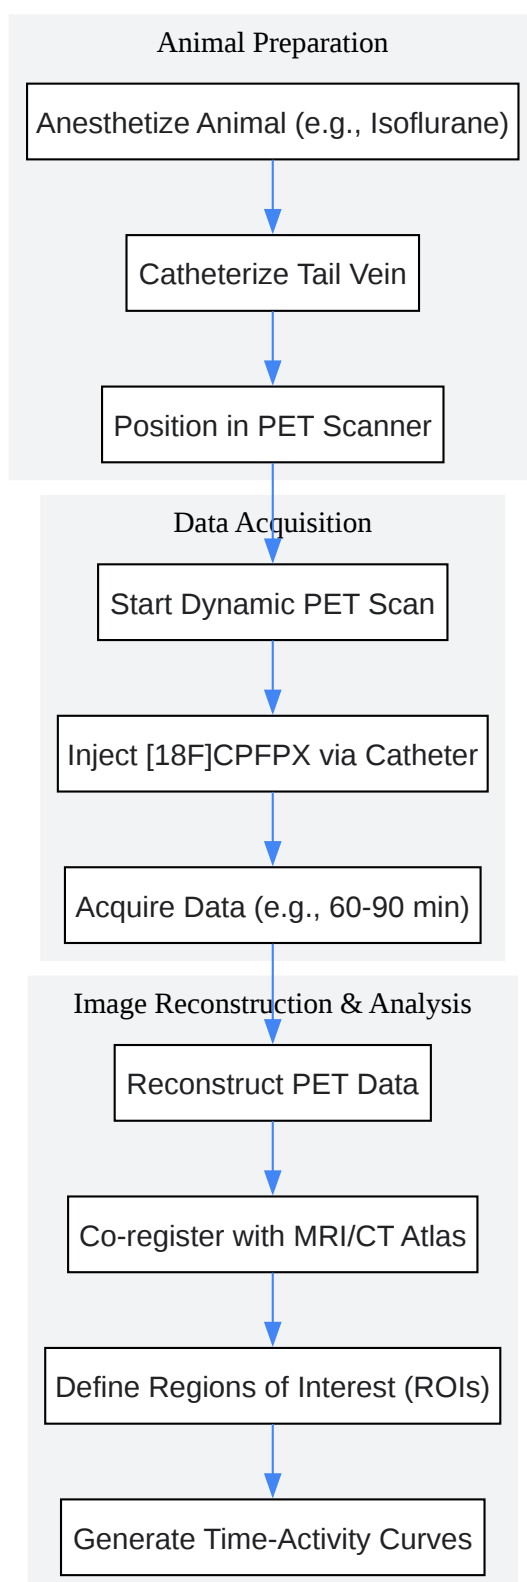 Animal Preparation
Anesthetize Animal (e.g., Isoflurane)
Catheterize Tail Vein
Position in PET Scanner
Data Acquisition
Start Dynamic PET Scan
Inject [18F]CPFPX via Catheter
Acquire Data (e.g., 60-90 min)
Image Reconstruction & Analysis
Reconstruct PET Data
Co-register with MRI/CT Atlas
Define Regions of Interest (ROIs)
Generate Time-Activity Curves